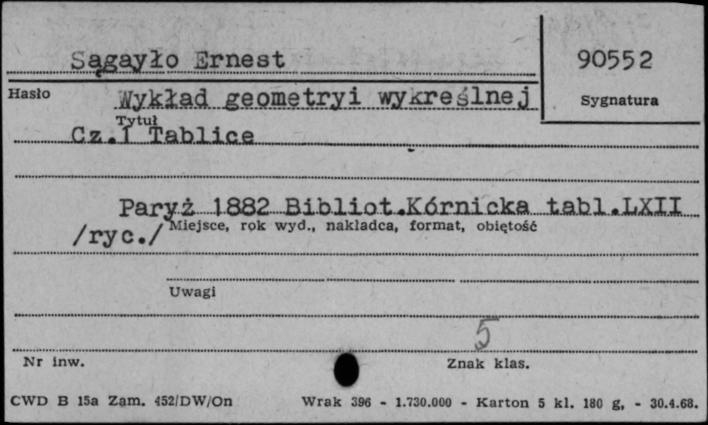 Sągayżo Ernest
90552
Hasło
Sygnatura
Wykład geometryi wykreślnej
Tytuł
Cz.I Tablice
Paryż 1882 Bibliot.Kórnicka tabl.LXII
/ryc./
Miejsce, rok wyd., nakładca, format, objętość
Uwagi
5
Nr inw.
Znak klas.
CWD B 15a Zam. 452/DW/On Wrak 396 - 1.730.000 - Karton 5 kl. 180 g, - 30.4.68.